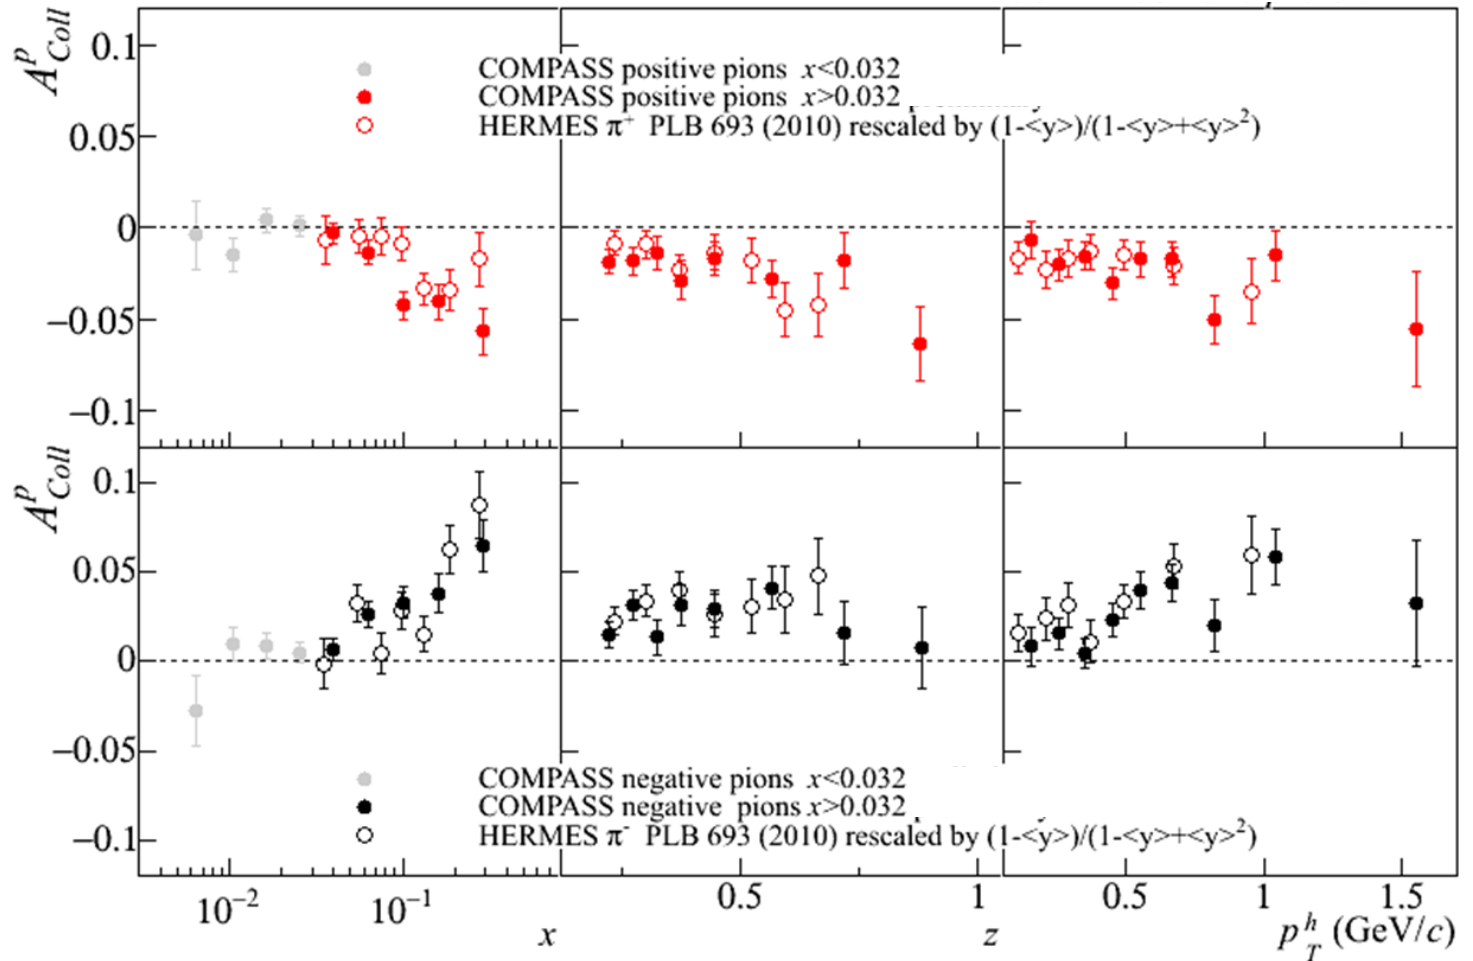 A^p_Coll
0.1
0.05
0
−0.05
−0.1
COMPASS positive pions x<0.032
COMPASS positive pions x>0.032
HERMES π⁺ PLB 693 (2010) rescaled by (1-<y>)/(1-<y>+<y>²)
A^p_Coll
0.1
0.05
0
−0.05
−0.1
COMPASS negative pions x<0.032
COMPASS negative pions x>0.032
HERMES π⁻ PLB 693 (2010) rescaled by (1-<y>)/(1-<y>+<y>²)
10⁻² 10⁻¹ 0.5 1 0.5 1 1.5
x z p^h_T (GeV/c)